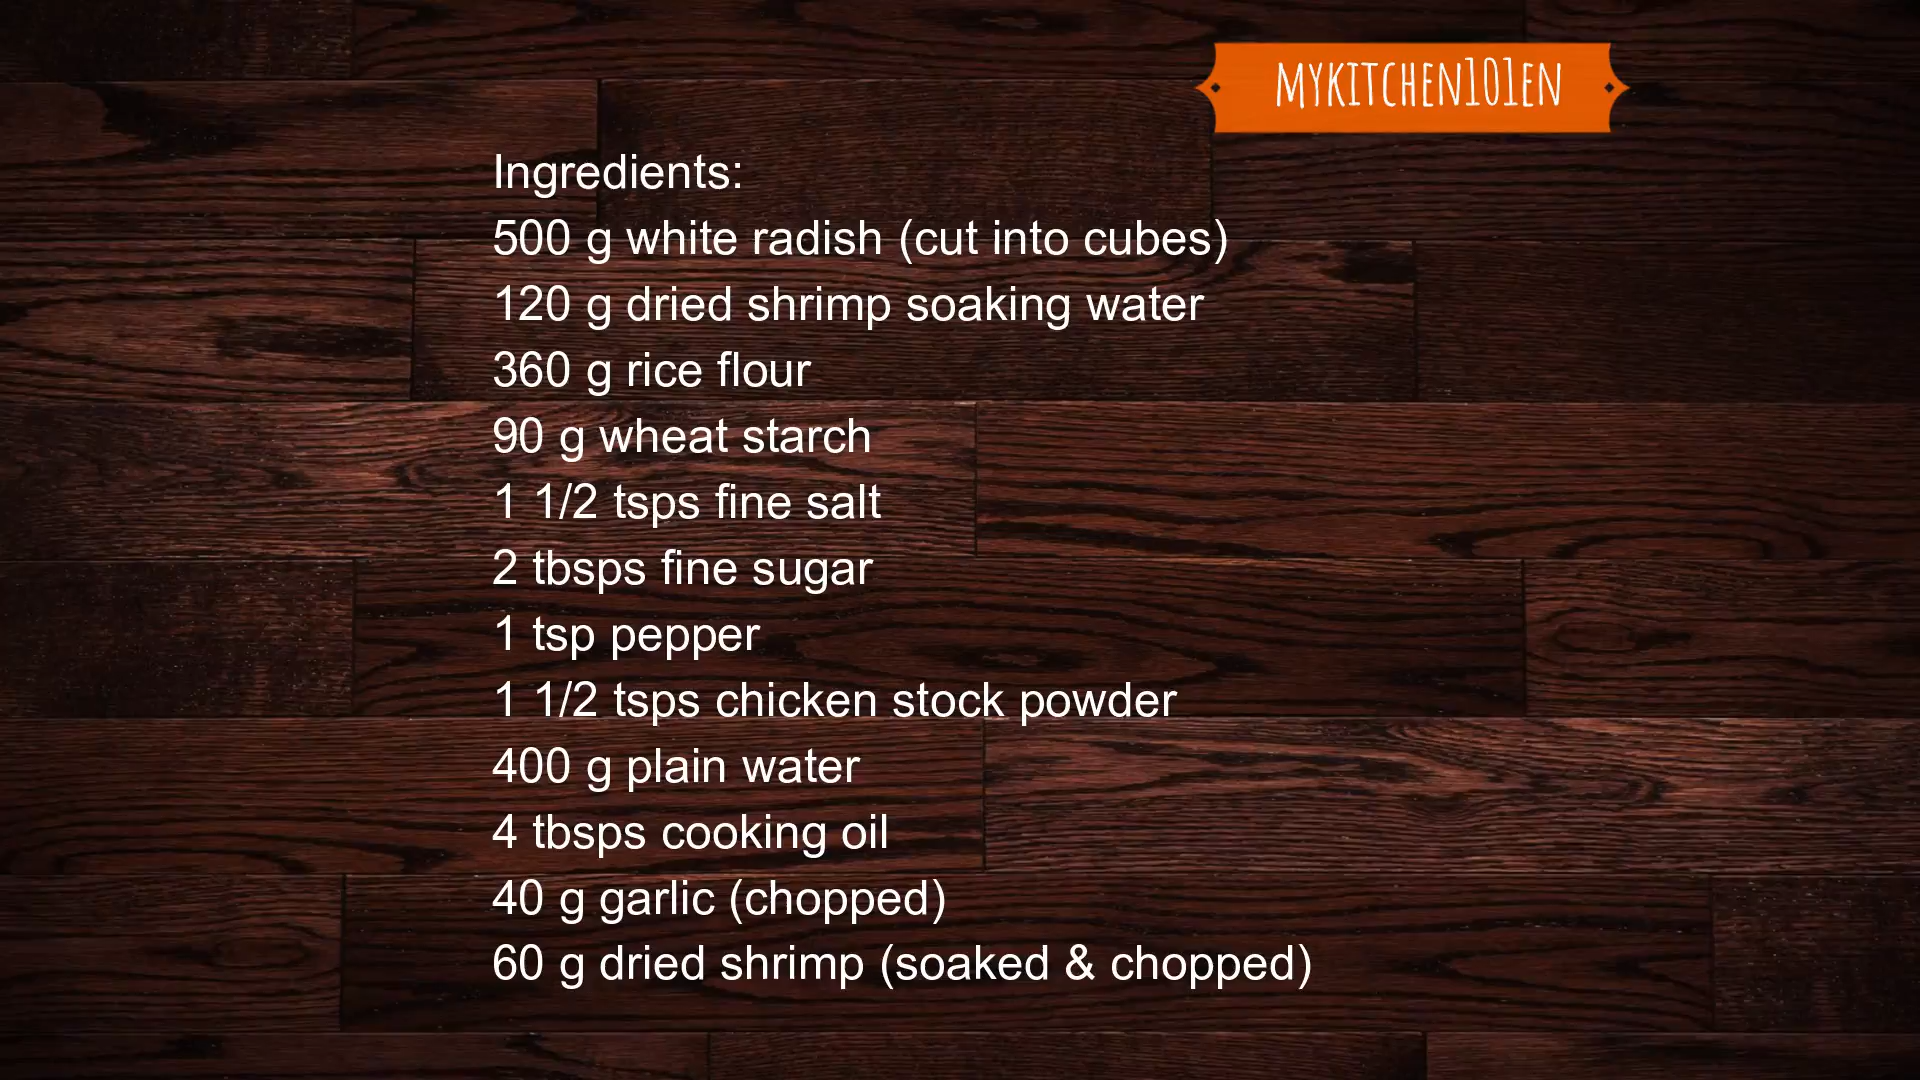 MYKITCHEN101EN
Ingredients:
500 g white radish (cut into cubes)
120 g dried shrimp soaking water
360 g rice flour
90 g wheat starch
1 1/2 tsps fine salt
2 tbsps fine sugar
1 tsp pepper
1 1/2 tsps chicken stock powder
400 g plain water
4 tbsps cooking oil
40 g garlic (chopped)
60 g dried shrimp (soaked & chopped)